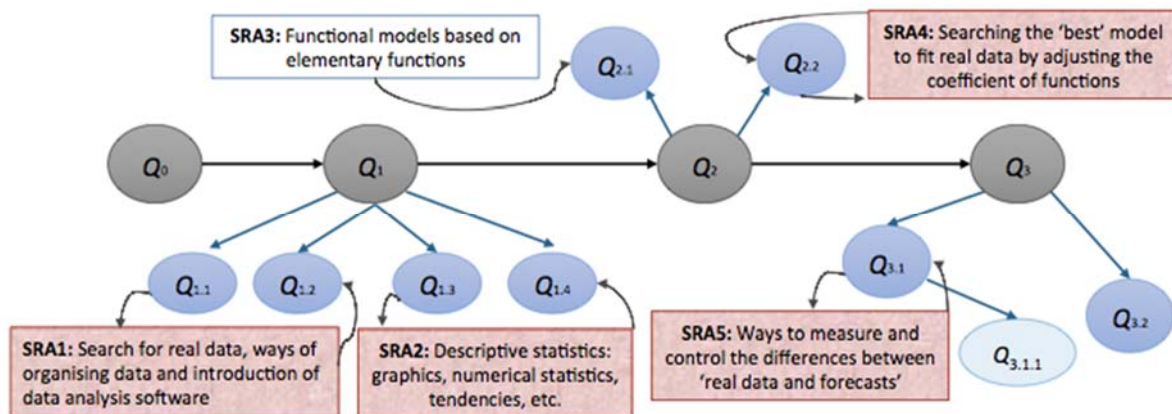 SRA3: Functional models based on
elementary functions
Q2.1
Q2.2
SRA4: Searching the ‘best’ model
to fit real data by adjusting the
coefficient of functions
Q0
Q1
Q2
Q3
Q1.1
Q1.2
Q1.3
Q1.4
Q3.1
Q3.2
Q3.1.1
SRA1: Search for real data, ways of
organising data and introduction of
data analysis software
SRA2: Descriptive statistics:
graphics, numerical statistics,
tendencies, etc.
SRA5: Ways to measure and
control the differences between
‘real data and forecasts’